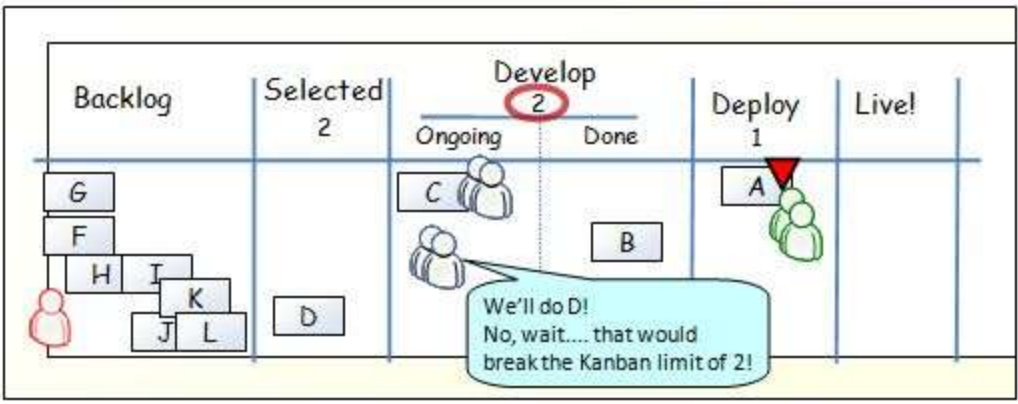 Backlog
Selected
2
Develop
2
Ongoing
Done
Deploy
1
Live!
G
F
H
I
K
J
L
D
C
B
A
We'll do D!
No, wait.... that would
break the Kanban limit of 2!